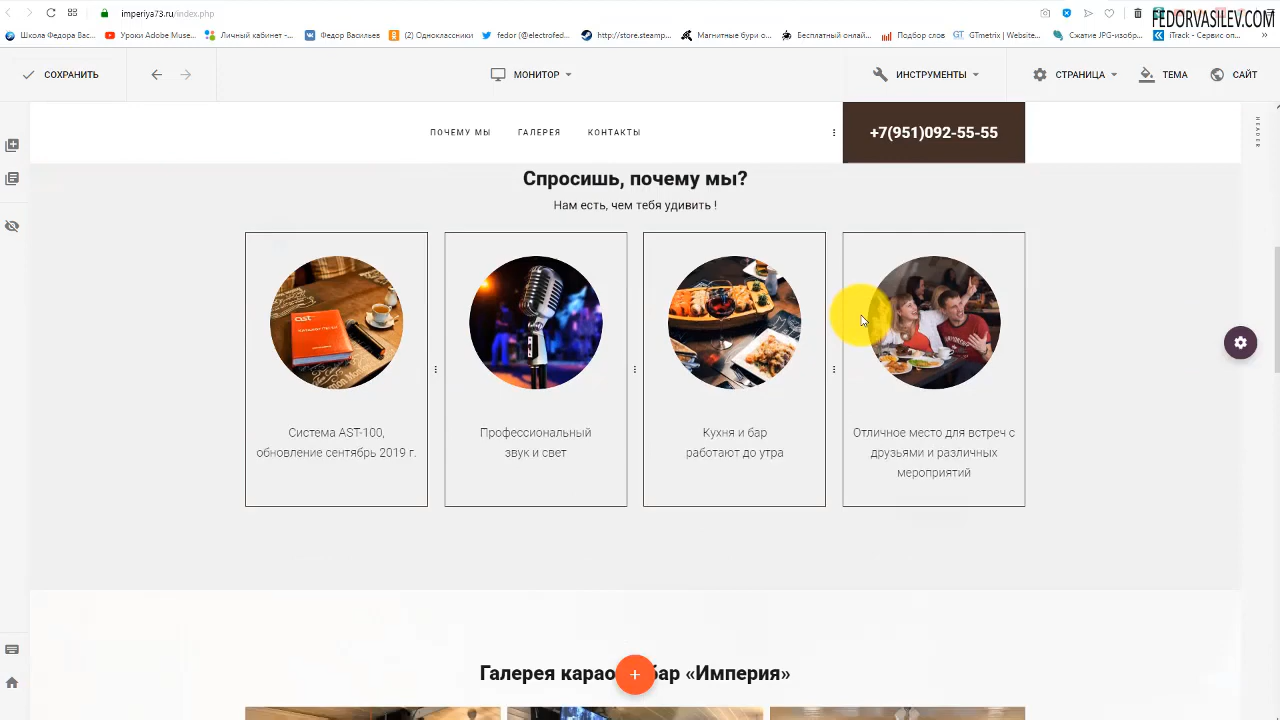 imperiya73.ru/index.php
FEDORVASILEV.COM
Школа Федора Вас...
Уроки Adobe Muse...
Личный кабинет -...
Федор Васильев
(2) Одноклассники
fedor (@electrofed...
http://store.steamp...
Магнитные бури о...
Бесплатный онлай...
Подбор слов
GTmetrix | Website...
Сжатие JPG-изобр...
iTrack - Сервис оп...
СОХРАНИТЬ
МОНИТОР
ИНСТРУМЕНТЫ
СТРАНИЦА
ТЕМА
САЙТ
ПОЧЕМУ МЫ
ГАЛЕРЕЯ
КОНТАКТЫ
+7(951)092-55-55
HEADER
Спросишь, почему мы?
Нам есть, чем тебя удивить !
ast
Система AST-100,
обновление сентябрь 2019 г.
Профессиональный
звук и свет
Кухня и бар
работают до утра
Отличное место для встреч с
друзьями и различных
мероприятий
Галерея бар «Империя»